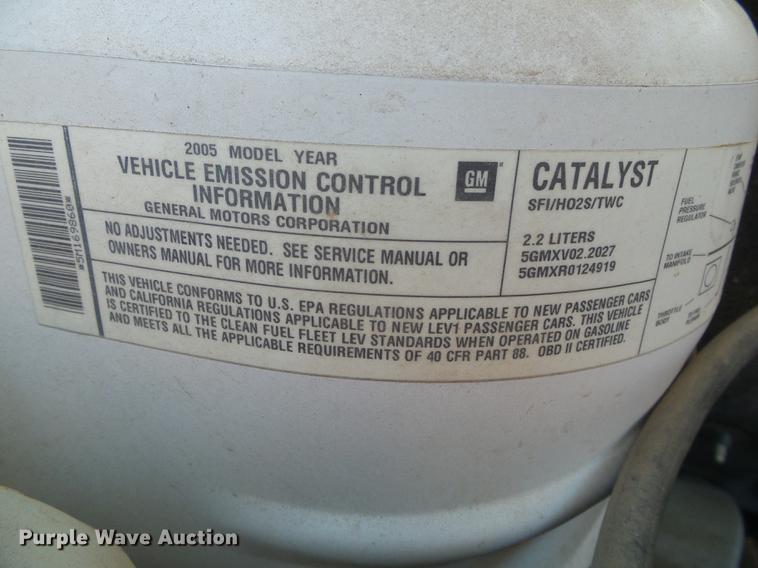 *5M169860*
2005 MODEL YEAR
VEHICLE EMISSION CONTROL
INFORMATION
GENERAL MOTORS CORPORATION
GM
NO ADJUSTMENTS NEEDED. SEE SERVICE MANUAL OR
OWNERS MANUAL FOR MORE INFORMATION.
CATALYST
SFI/HO2S/TWC
2.2 LITERS
5GMXV02.2027
5GMXR0124919
THIS VEHICLE CONFORMS TO U.S. EPA REGULATIONS APPLICABLE TO NEW PASSENGER CARS
AND CALIFORNIA REGULATIONS APPLICABLE TO NEW LEV1 PASSENGER CARS. THIS VEHICLE
IS CERTIFIED TO THE CLEAN FUEL FLEET LEV STANDARDS WHEN OPERATED ON GASOLINE
AND MEETS ALL THE APPLICABLE REQUIREMENTS OF 40 CFR PART 88. OBD II CERTIFIED.
FUEL
PRESSURE
REGULATOR
TO INTAKE
MANIFOLD
THROTTLE
BODY
Purple Wave Auction